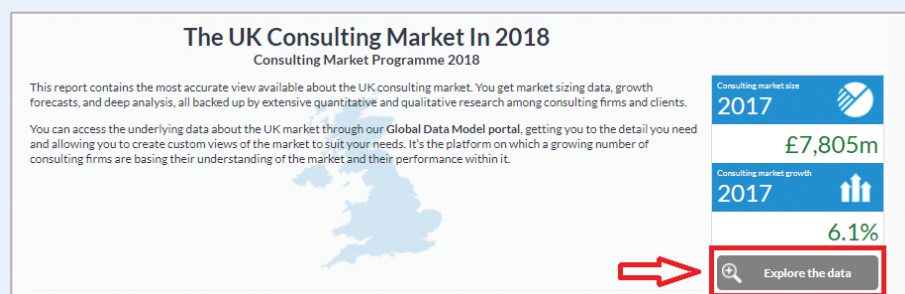 The UK Consulting Market In 2018
Consulting Market Programme 2018
This report contains the most accurate view available about the UK consulting market. You get market sizing data, growth
forecasts, and deep analysis, all backed up by extensive quantitative and qualitative research among consulting firms and clients.
You can access the underlying data about the UK market through our Global Data Model portal, getting you to the detail you need
and allowing you to create custom views of the market to suit your needs. It's the platform on which a growing number of
consulting firms are basing their understanding of the market and their performance within it.
Consulting market size
2017
£7,805m
Consulting market growth
2017
6.1%
Explore the data